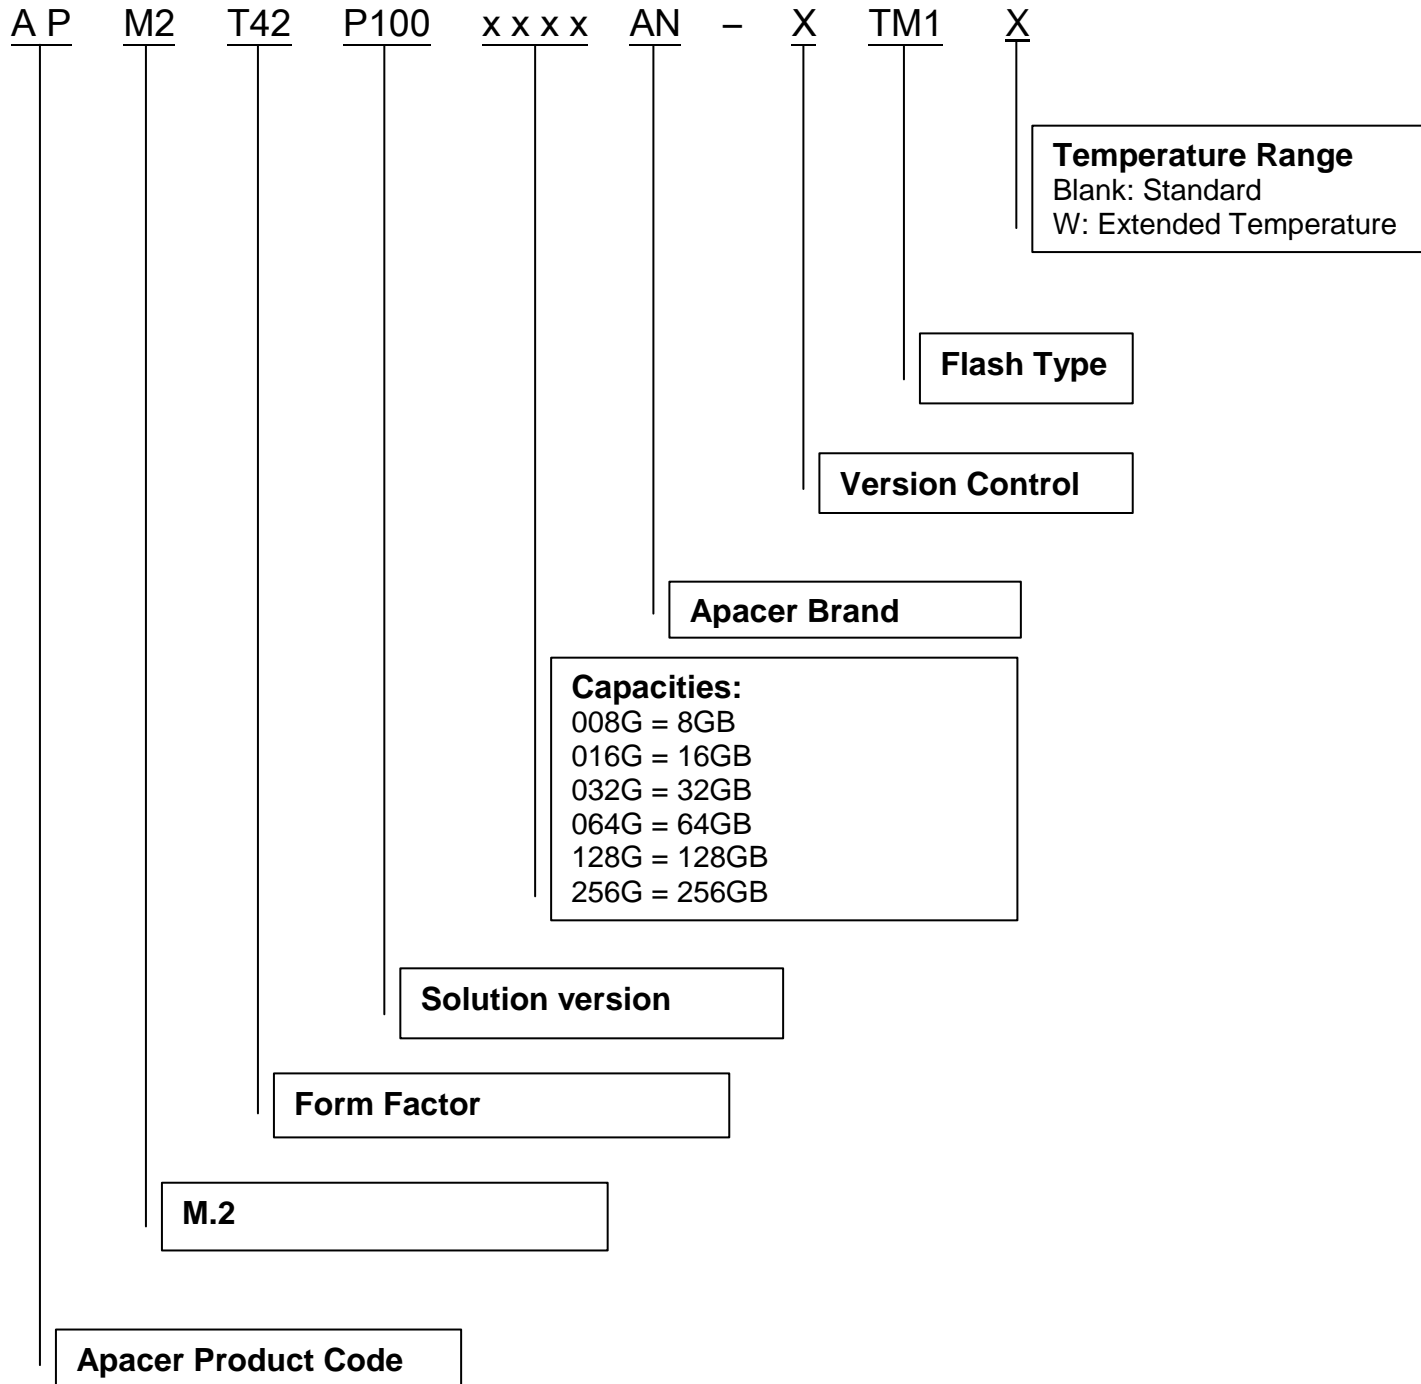 A P M2 T42 P100 x x x x AN – X TM1 X
Temperature Range
Blank: Standard
W: Extended Temperature
Flash Type
Version Control
Apacer Brand
Capacities:
008G = 8GB
016G = 16GB
032G = 32GB
064G = 64GB
128G = 128GB
256G = 256GB
Solution version
Form Factor
M.2
Apacer Product Code